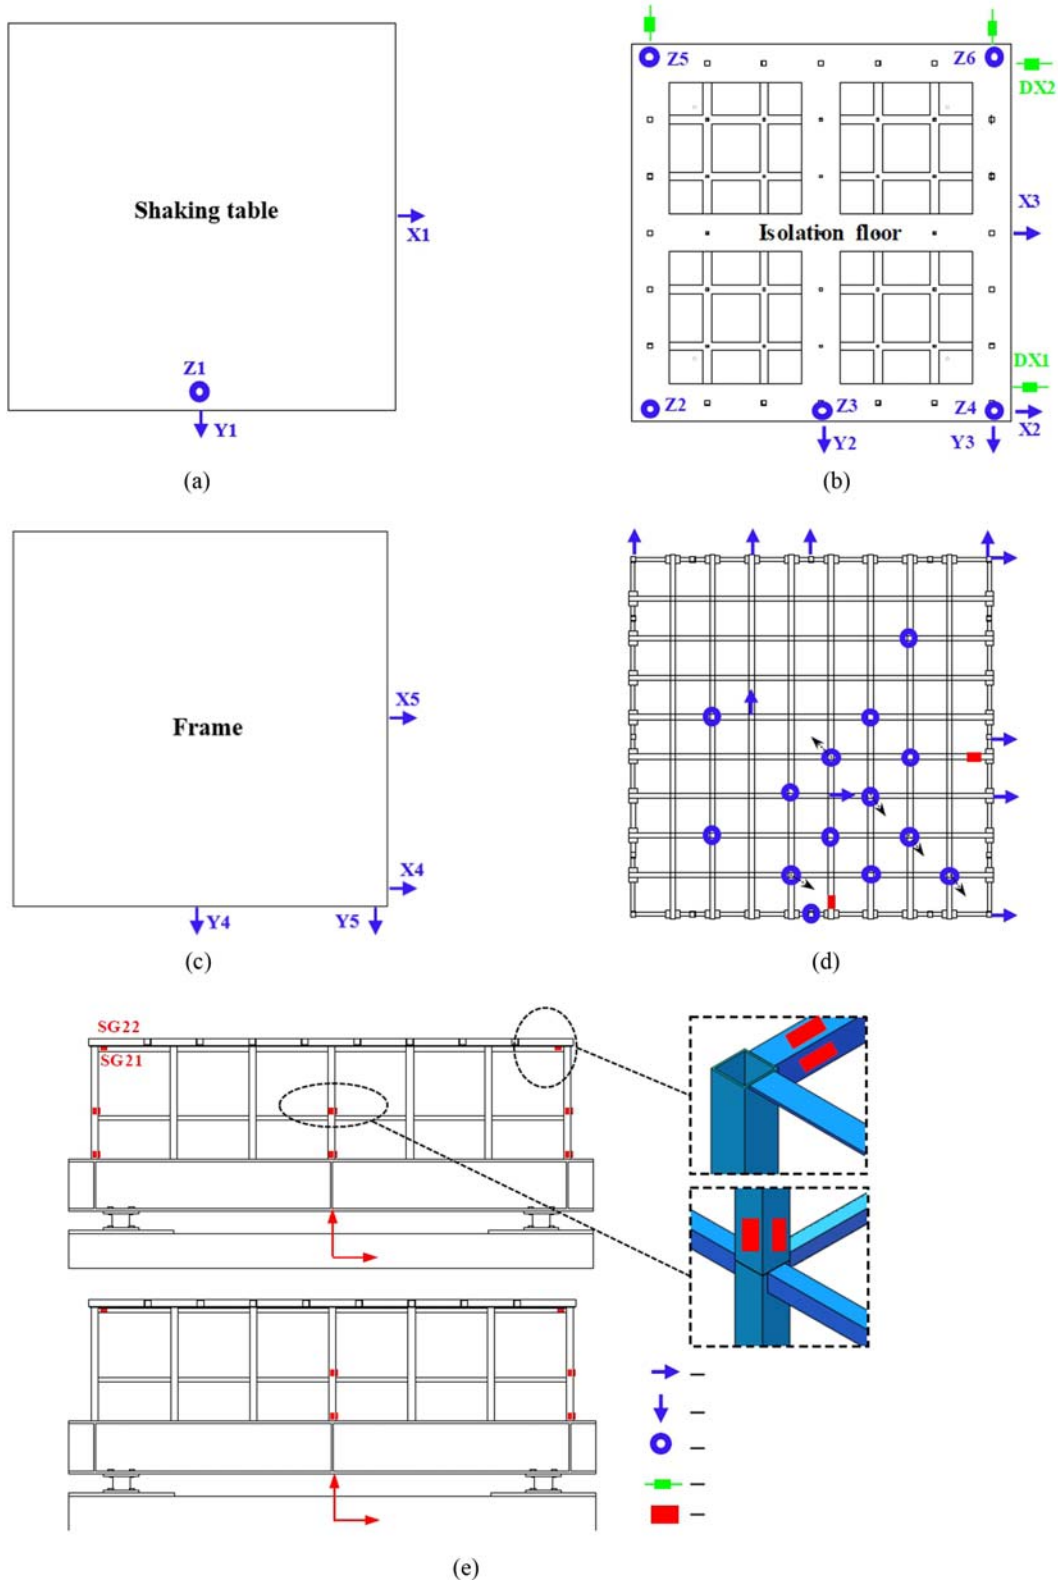 Shaking table
X1
Z1
Y1
(a)
Z5
Z6
DX2
X3
Isolation floor
DX1
Z2
Z3
Z4
X2
Y2
Y3
(b)
Frame
X5
X4
Y4
Y5
(c)
(d)
SG22
SG21
(e)